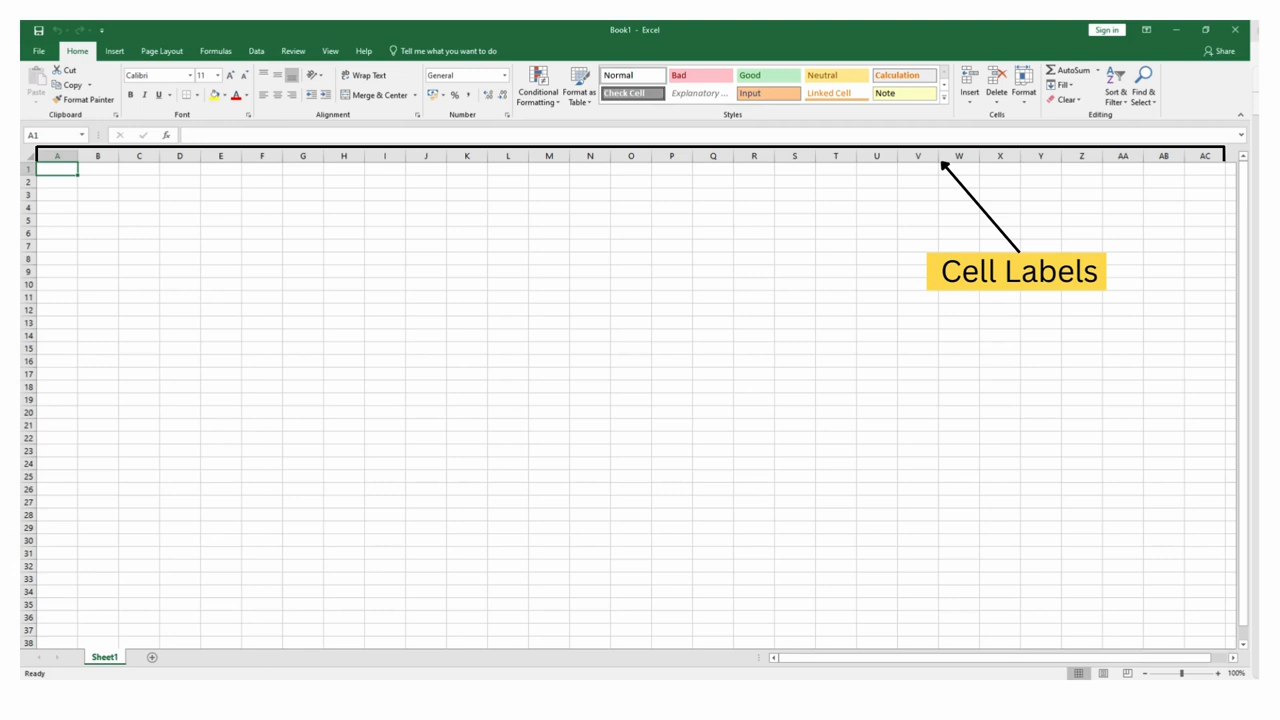 Book1 - Excel
Sign in
File Home Insert Page Layout Formulas Data Review View Help Tell me what you want to do Share
Paste
Cut
Copy
Format Painter
Clipboard
Calibri 11 A A
B I U A
Font
Wrap Text
Merge & Center
Alignment
General
%
Number
Conditional Formatting
Format as Table
Normal Bad Good Neutral Calculation
Check Cell Explanatory ... Input Linked Cell Note
Styles
Insert Delete Format
Cells
AutoSum
Fill
Clear
Sort & Filter
Find & Select
Editing
A1 fx
A B C D E F G H I J K L M N O P Q R S T U V W X Y Z AA AB AC
1
2
3
4
5
6
7
8
Cell Labels
9
10
11
12
13
14
15
16
17
18
19
20
21
22
23
24
25
26
27
28
29
30
31
32
33
34
35
36
37
38
Sheet1
Ready
100%